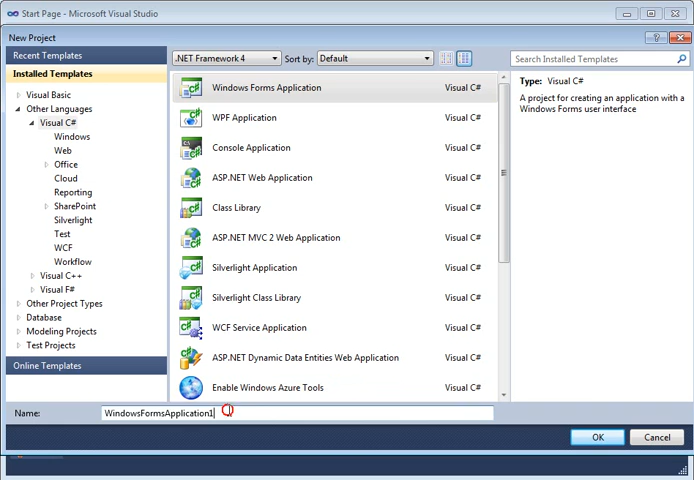 Start Page - Microsoft Visual Studio
New Project
Recent Templates
Installed Templates
Visual Basic
Other Languages
Visual C#
Windows
Web
Office
Cloud
Reporting
SharePoint
Silverlight
Test
WCF
Workflow
Visual C++
Visual F#
Other Project Types
Database
Modeling Projects
Test Projects
Online Templates
.NET Framework 4 Sort by: Default
Windows Forms Application Visual C#
WPF Application Visual C#
Console Application Visual C#
ASP.NET Web Application Visual C#
Class Library Visual C#
ASP.NET MVC 2 Web Application Visual C#
Silverlight Application Visual C#
Silverlight Class Library Visual C#
WCF Service Application Visual C#
ASP.NET Dynamic Data Entities Web Application Visual C#
Enable Windows Azure Tools Visual C#
Search Installed Templates
Type: Visual C#
A project for creating an application with a
Windows Forms user interface
Name: WindowsFormsApplication1
OK Cancel